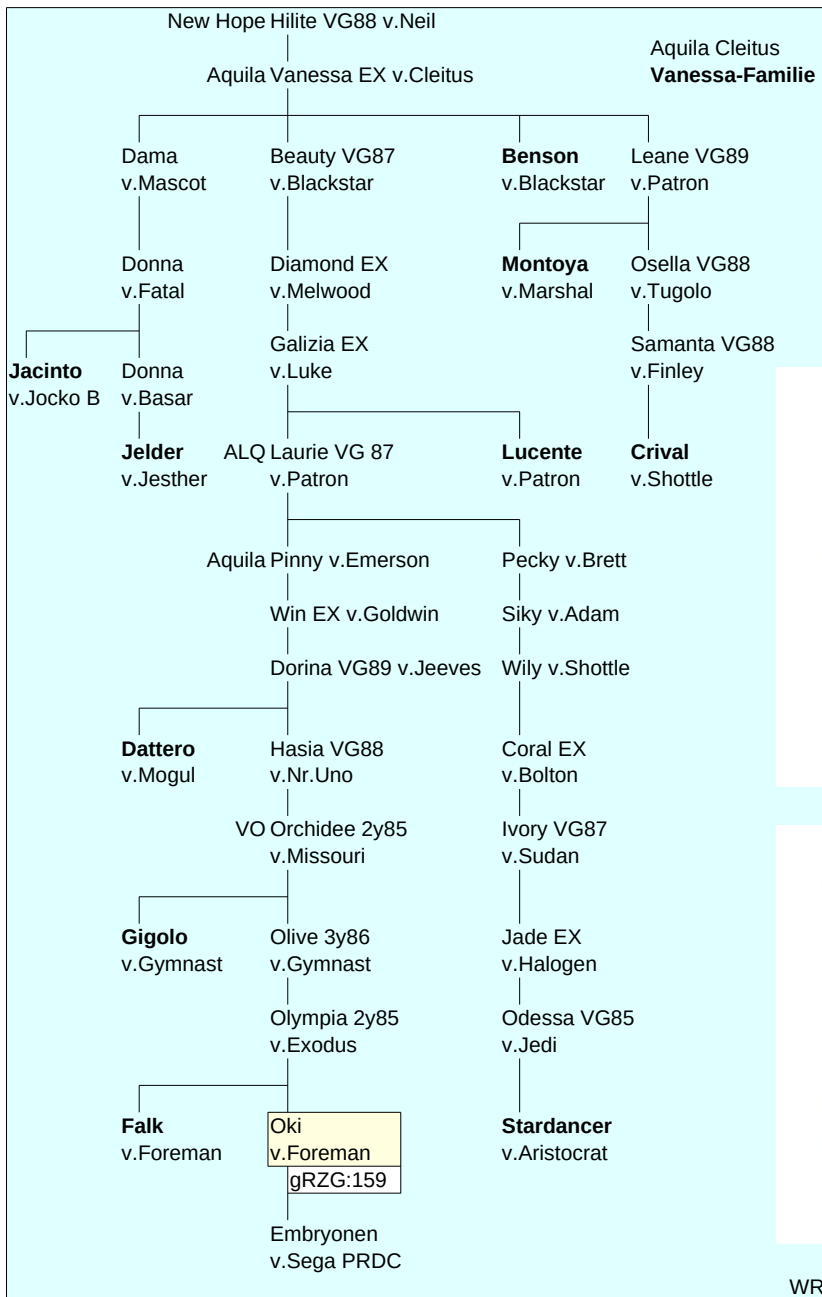 New Hope Hilite VG88 v.Neil
Aquila Cleitus
Vanessa-Familie
Aquila Vanessa EX v.Cleitus
Dama
v.Mascot
Beauty VG87
v.Blackstar
Benson
v.Blackstar
Leane VG89
v.Patron
Donna
v.Fatal
Diamond EX
v.Melwood
Montoya
v.Marshal
Osella VG88
v.Tugolo
Jacinto
v.Jocko B
Donna
v.Basar
Galizia EX
v.Luke
Samanta VG88
v.Finley
Jelder
v.Jesther
ALQ Laurie VG 87
v.Patron
Lucente
v.Patron
Crival
v.Shottle
Aquila Pinny v.Emerson
Pecky v.Brett
Win EX v.Goldwin
Siky v.Adam
Dorina VG89 v.Jeeves
Wily v.Shottle
Dattero
v.Mogul
Hasia VG88
v.Nr.Uno
Coral EX
v.Bolton
VO Orchidee 2y85
v.Missouri
Ivory VG87
v.Sudan
Gigolo
v.Gymnast
Olive 3y86
v.Gymnast
Jade EX
v.Halogen
Olympia 2y85
v.Exodus
Odessa VG85
v.Jedi
Falk
v.Foreman
Oki
v.Foreman
gRZG:159
Stardancer
v.Aristocrat
Embryonen
v.Sega PRDC
WR